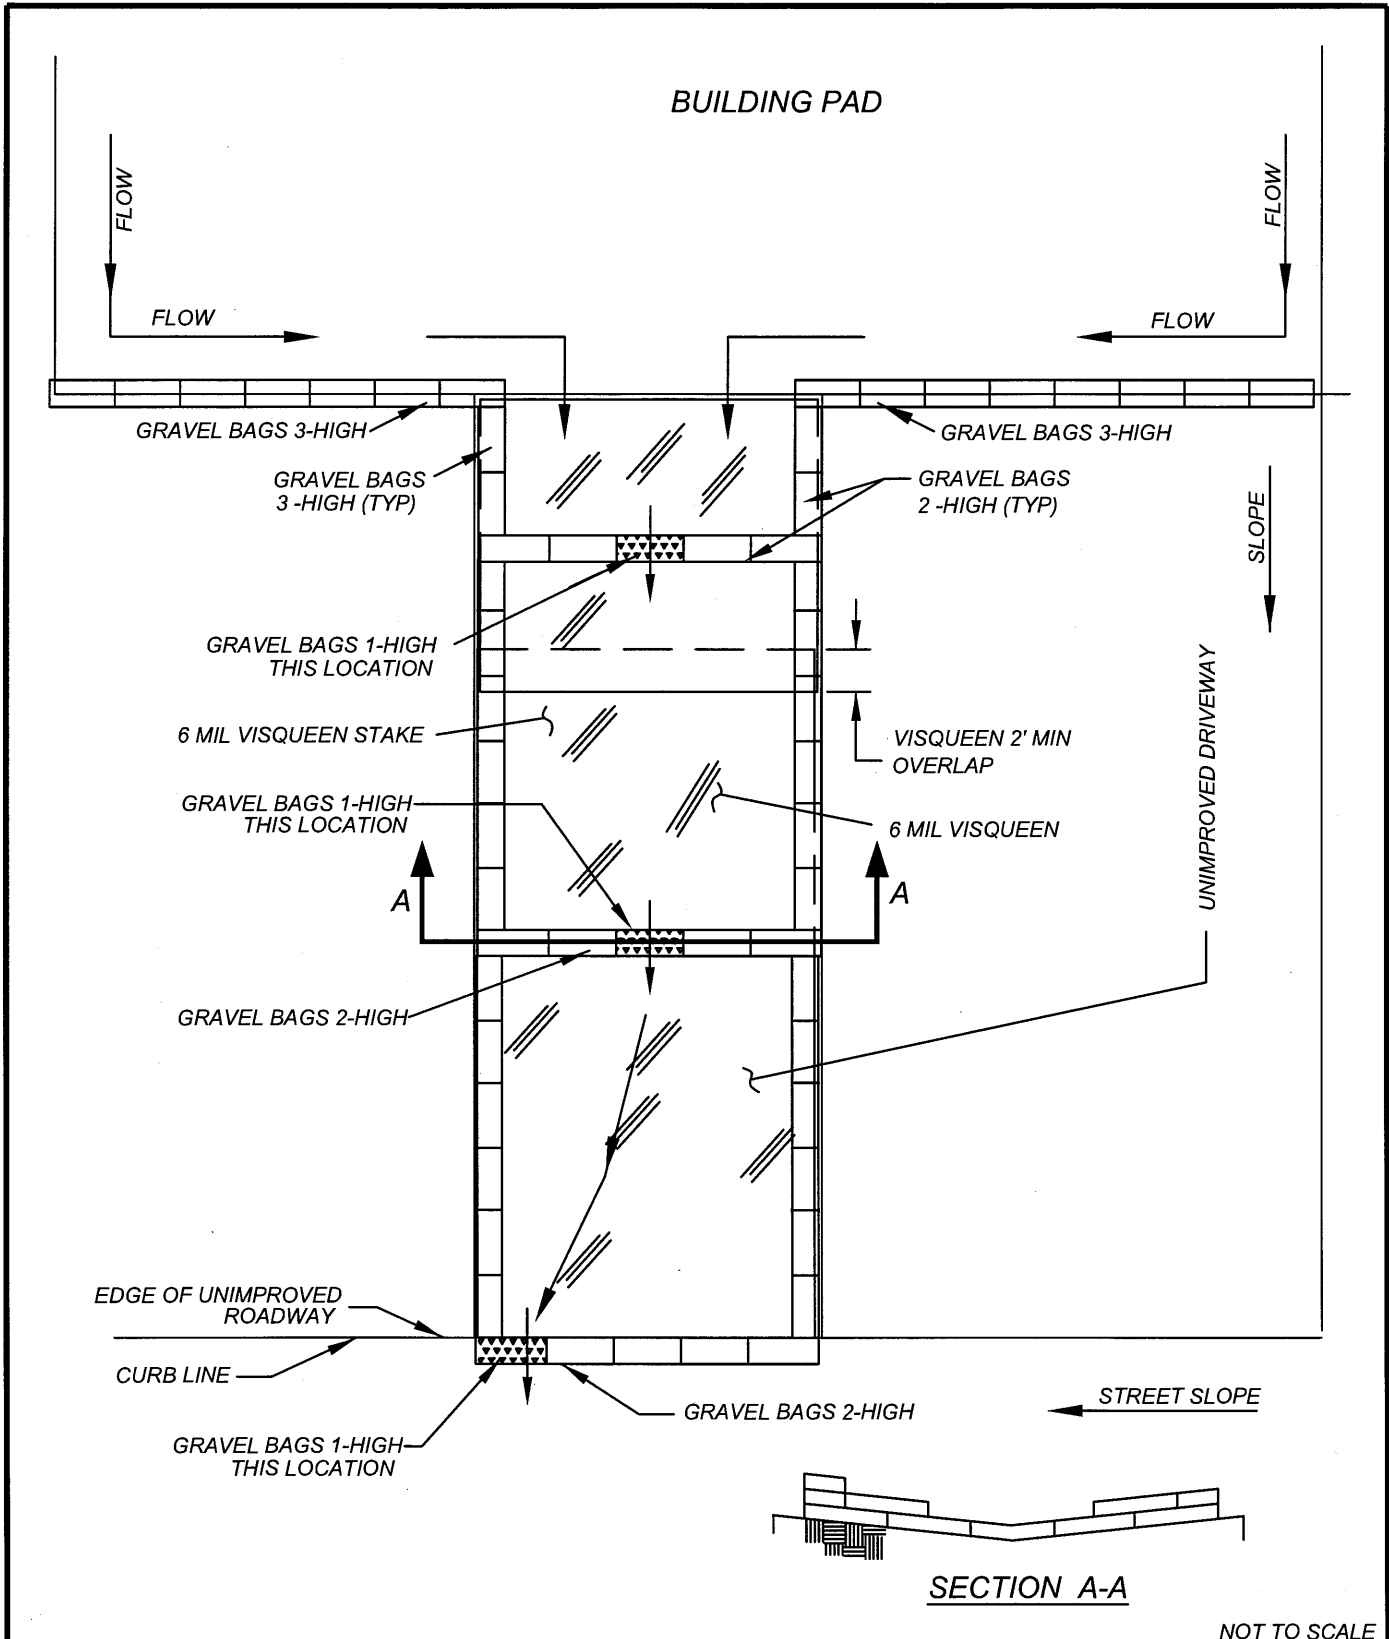 BUILDING PAD
FLOW
FLOW
FLOW
FLOW
GRAVEL BAGS 3-HIGH
GRAVEL BAGS 3-HIGH
GRAVEL BAGS
3 -HIGH (TYP)
GRAVEL BAGS
2 -HIGH (TYP)
SLOPE
GRAVEL BAGS 1-HIGH
THIS LOCATION
6 MIL VISQUEEN STAKE
VISQUEEN 2' MIN
OVERLAP
UNIMPROVED DRIVEWAY
GRAVEL BAGS 1-HIGH
THIS LOCATION
6 MIL VISQUEEN
A
A
GRAVEL BAGS 2-HIGH
EDGE OF UNIMPROVED
ROADWAY
CURB LINE
STREET SLOPE
GRAVEL BAGS 2-HIGH
GRAVEL BAGS 1-HIGH
THIS LOCATION
SECTION A-A
NOT TO SCALE